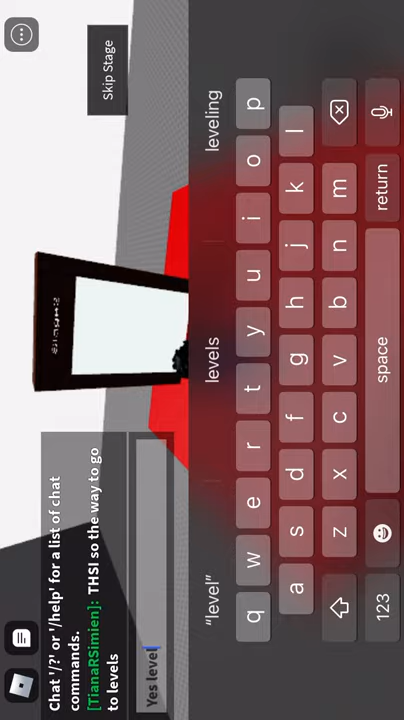 Chat '/?' or '/help' for a list of chat
commands.
[TianaRSimien]: THSI so the way to go
to levels
Yes level
Skip Stage
"level"
levels
leveling
q w e r t y u i o p
a s d f g h j k l
z x c v b n m
123
space
return